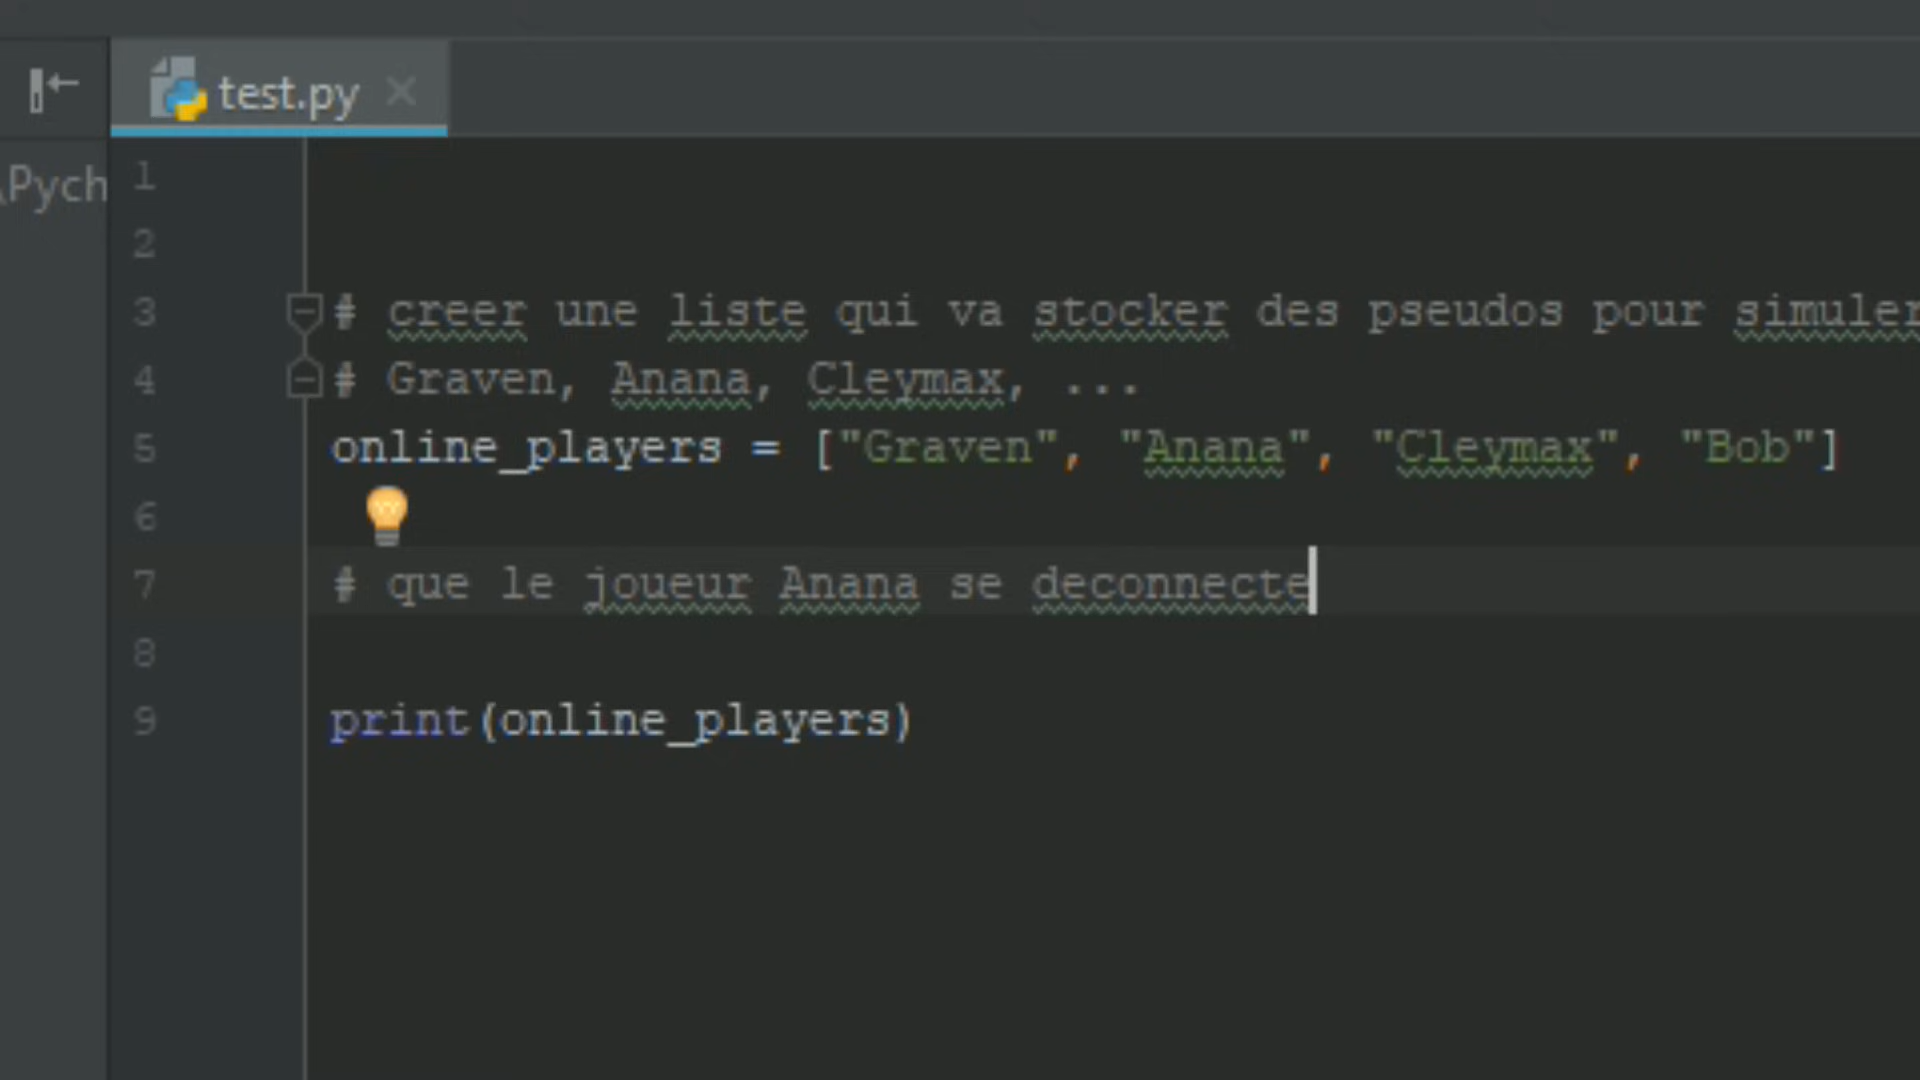 test.py
\Pych
1
2
3 # creer une liste qui va stocker des pseudos pour simuler
4 # Graven, Anana, Cleymax, ...
5 online_players = ["Graven", "Anana", "Cleymax", "Bob"]
6
7 # que le joueur Anana se deconnecte
8
9 print(online_players)